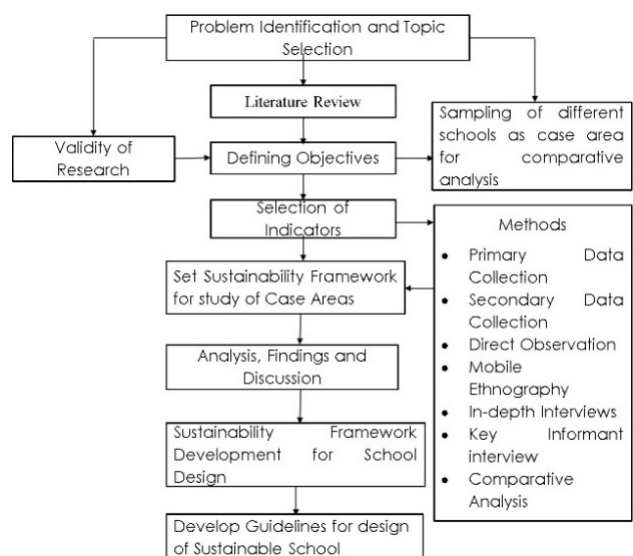 Problem Identification and Topic
Selection
Literature Review
Sampling of different
schools as case area
for comparative
analysis
Validity of
Research
Defining Objectives
Selection of
Indicators
Methods
• Primary Data
Collection
• Secondary Data
Collection
• Direct Observation
• Mobile
Ethnography
• In-depth Interviews
• Key Informant
interview
• Comparative
Analysis
Set Sustainability Framework
for study of Case Areas
Analysis, Findings and
Discussion
Sustainability Framework
Development for School
Design
Develop Guidelines for design
of Sustainable School